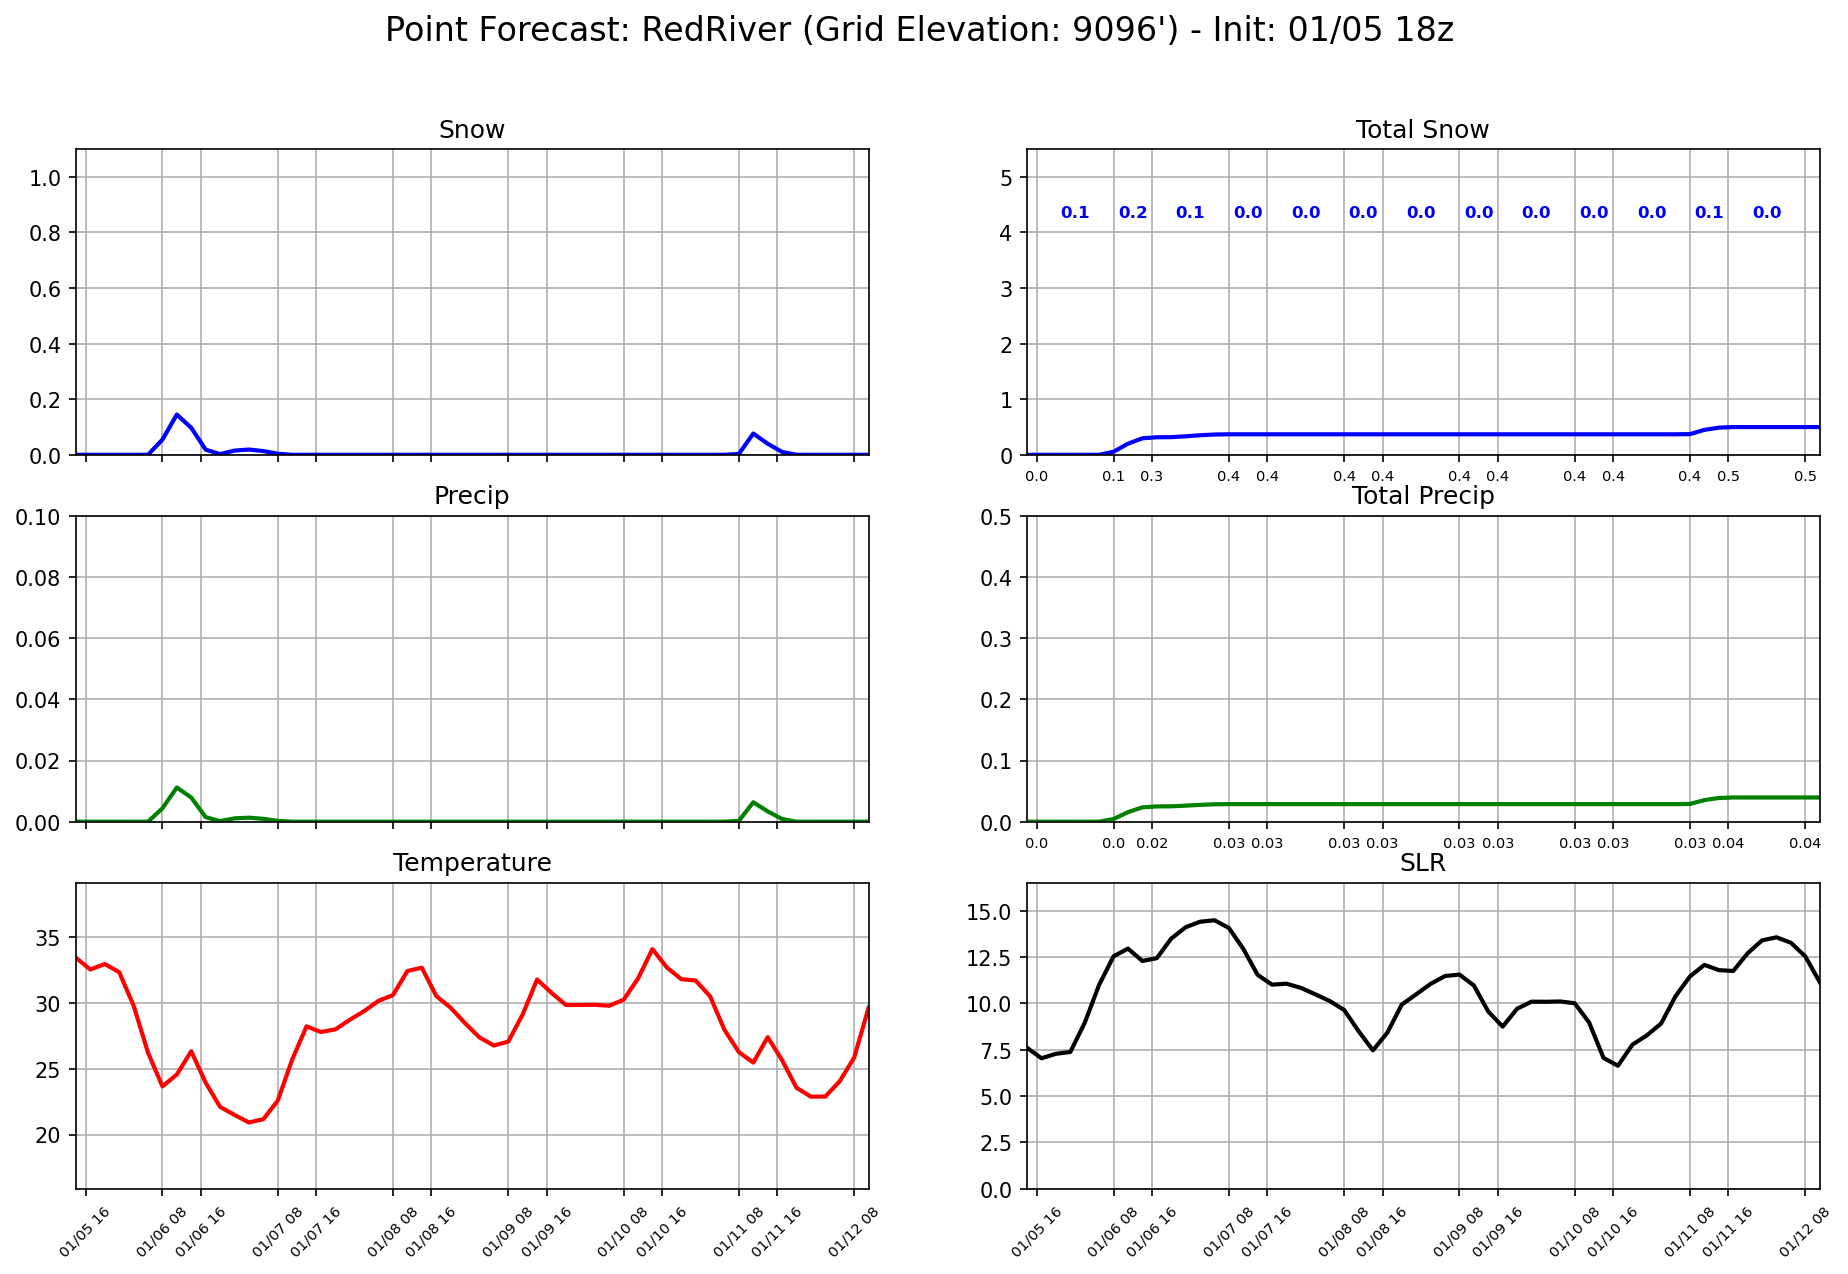 Point Forecast: RedRiver (Grid Elevation: 9096') - Init: 01/05 18z
Snow
1.0
0.8
0.6
0.4
0.2
0.0
Total Snow
5
4
3
2
1
0
0.1 0.2 0.1 0.0 0.0 0.0 0.0 0.0 0.0 0.0 0.0 0.1 0.0
0.0 0.1 0.3 0.4 0.4 0.4 0.4 0.4 0.4 0.4 0.4 0.4 0.5 0.5
Precip
0.10
0.08
0.06
0.04
0.02
0.00
Total Precip
0.5
0.4
0.3
0.2
0.1
0.0
0.0 0.0 0.02 0.03 0.03 0.03 0.03 0.03 0.03 0.03 0.03 0.03 0.04 0.04
Temperature
35
30
25
20
01/05 16 01/06 08 01/06 16 01/07 08 01/07 16 01/08 08 01/08 16 01/09 08 01/09 16 01/10 08 01/10 16 01/11 08 01/11 16 01/12 08
SLR
15.0
12.5
10.0
7.5
5.0
2.5
0.0
01/05 16 01/06 08 01/06 16 01/07 08 01/07 16 01/08 08 01/08 16 01/09 08 01/09 16 01/10 08 01/10 16 01/11 08 01/11 16 01/12 08